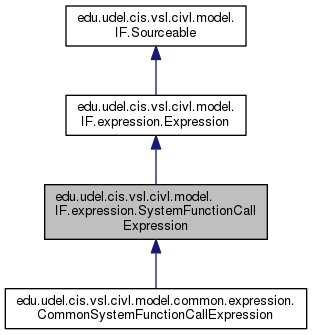 edu.udel.cis.vsl.civl.model.
IF.Sourceable
edu.udel.cis.vsl.civl.model.
IF.expression.Expression
edu.udel.cis.vsl.civl.model.
IF.expression.SystemFunctionCall
Expression
edu.udel.cis.vsl.civl.model.common.expression.
CommonSystemFunctionCallExpression